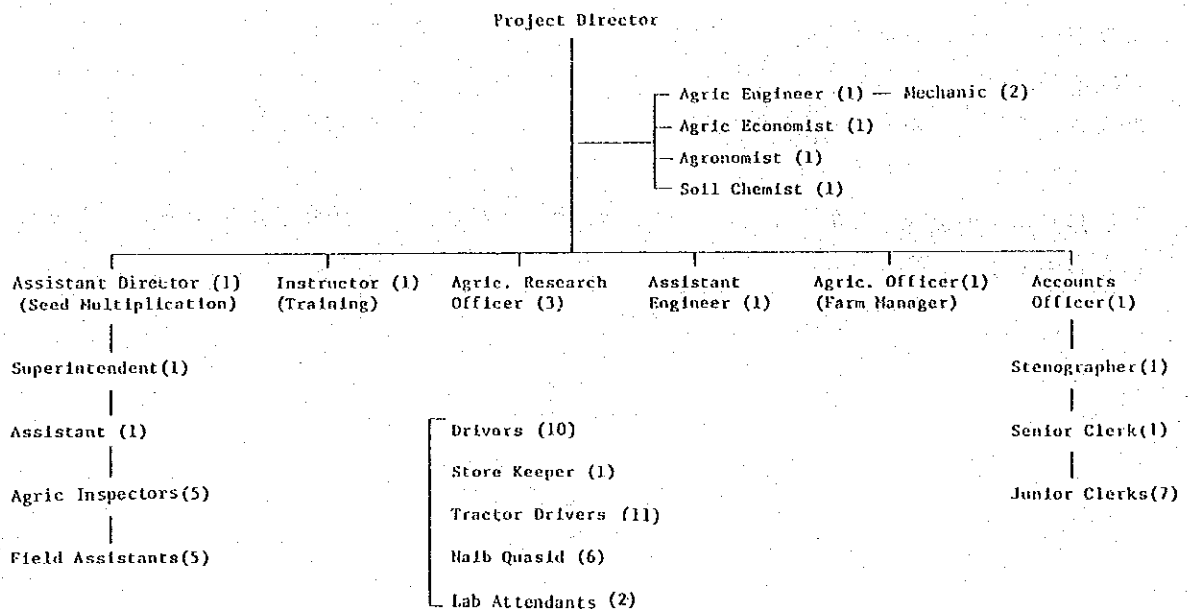 Project Director
Agric Engineer (1) — Mechanic (2)
Agric Economist (1)
Agronomist (1)
Soil Chemist (1)
Assistant Director (1)
(Seed Multiplication)
Instructor (1)
(Training)
Agric. Research
Officer (3)
Assistant
Engineer (1)
Agric. Officer(1)
(Farm Manager)
Accounts
Officer(1)
Superintendent(1)
Stenographer(1)
Assistant (1)
Drivers (10)
Senior Clerk(1)
Store Keeper (1)
Agric Inspectors(5)
Junior Clerks(7)
Tractor Drivers (11)
Field Assistants(5)
Naib Quasid (6)
Lab Attendants (2)